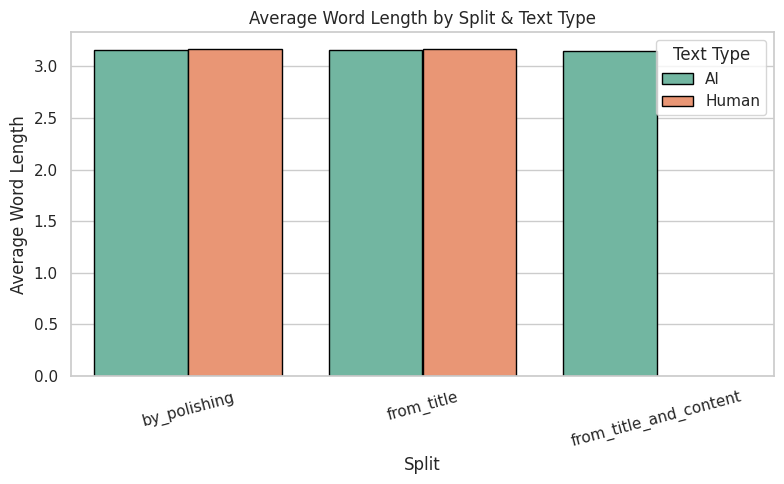 Average Word Length by Split & Text Type
Text Type
AI
Human
Average Word Length
3.0
2.5
2.0
1.5
1.0
0.5
0.0
by_polishing
from_title
from_title_and_content
Split